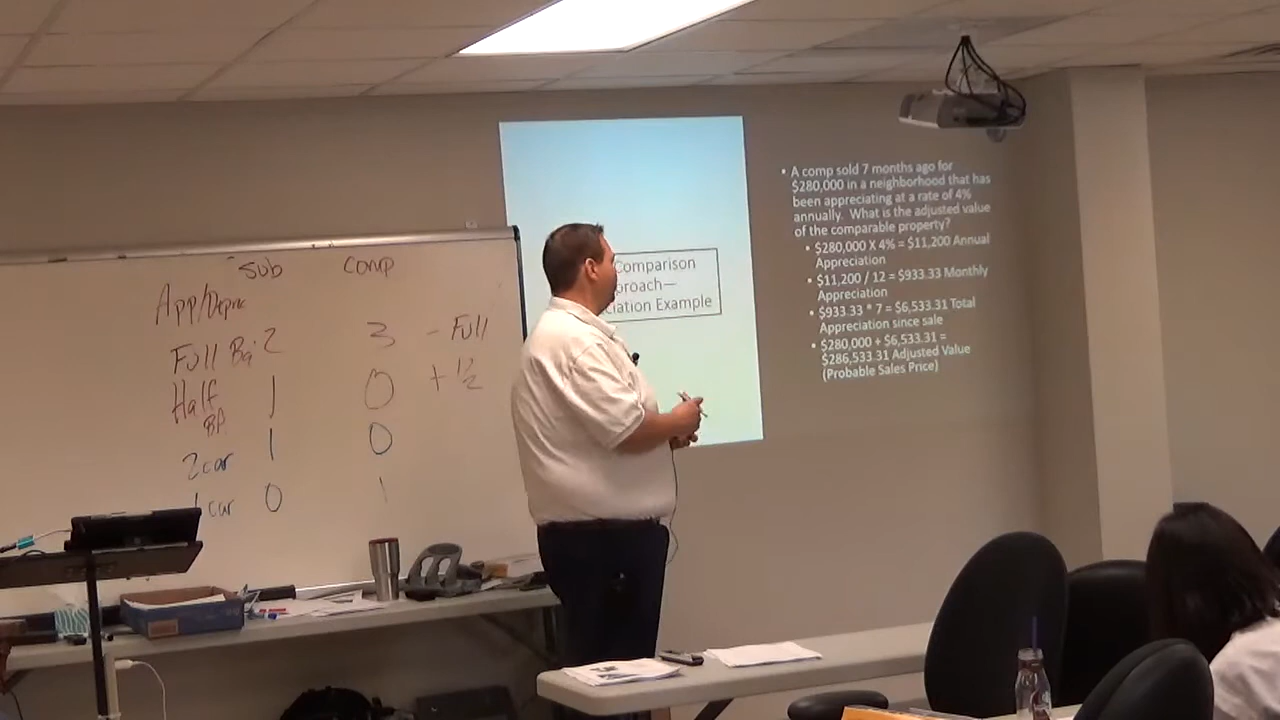 Sub Comp
App/Depre
Full Ba 2 3 - Full
Half 1 0 + 1/2
Ba
2 car 1 0
car 0 1
Comparison
proach—
ciation Example
• A comp sold 7 months ago for
$280,000 in a neighborhood that has
been appreciating at a rate of 4%
annually. What is the adjusted value
of the comparable property?
• $280,000 X 4% = $11,200 Annual
Appreciation
• $11,200 / 12 = $933.33 Monthly
Appreciation
• $933.33 * 7 = $6,533.31 Total
Appreciation since sale
• $280,000 + $6,533.31 =
$286,533.31 Adjusted Value
(Probable Sales Price)